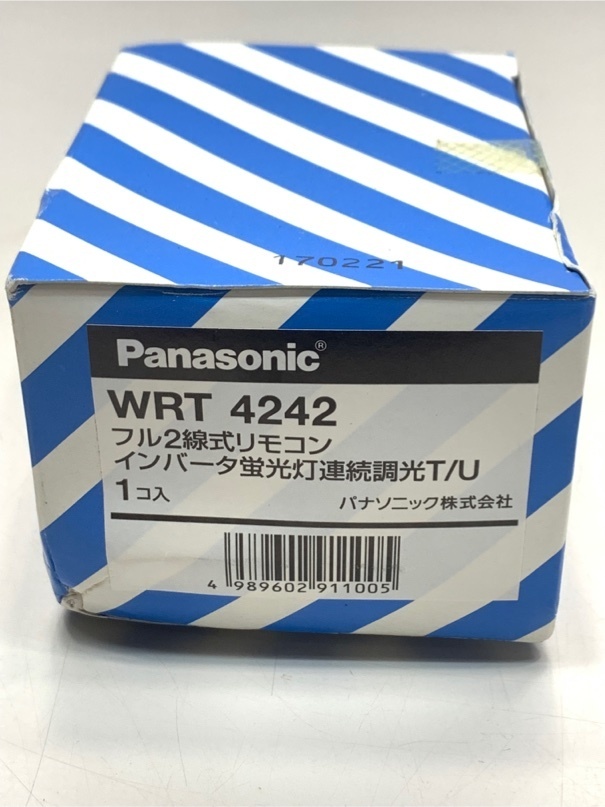 170221
Panasonic®
WRT 4242
フル2線式リモコン
インバータ蛍光灯連続調光T/U
1コ入 パナソニック株式会社
4 989602 911005